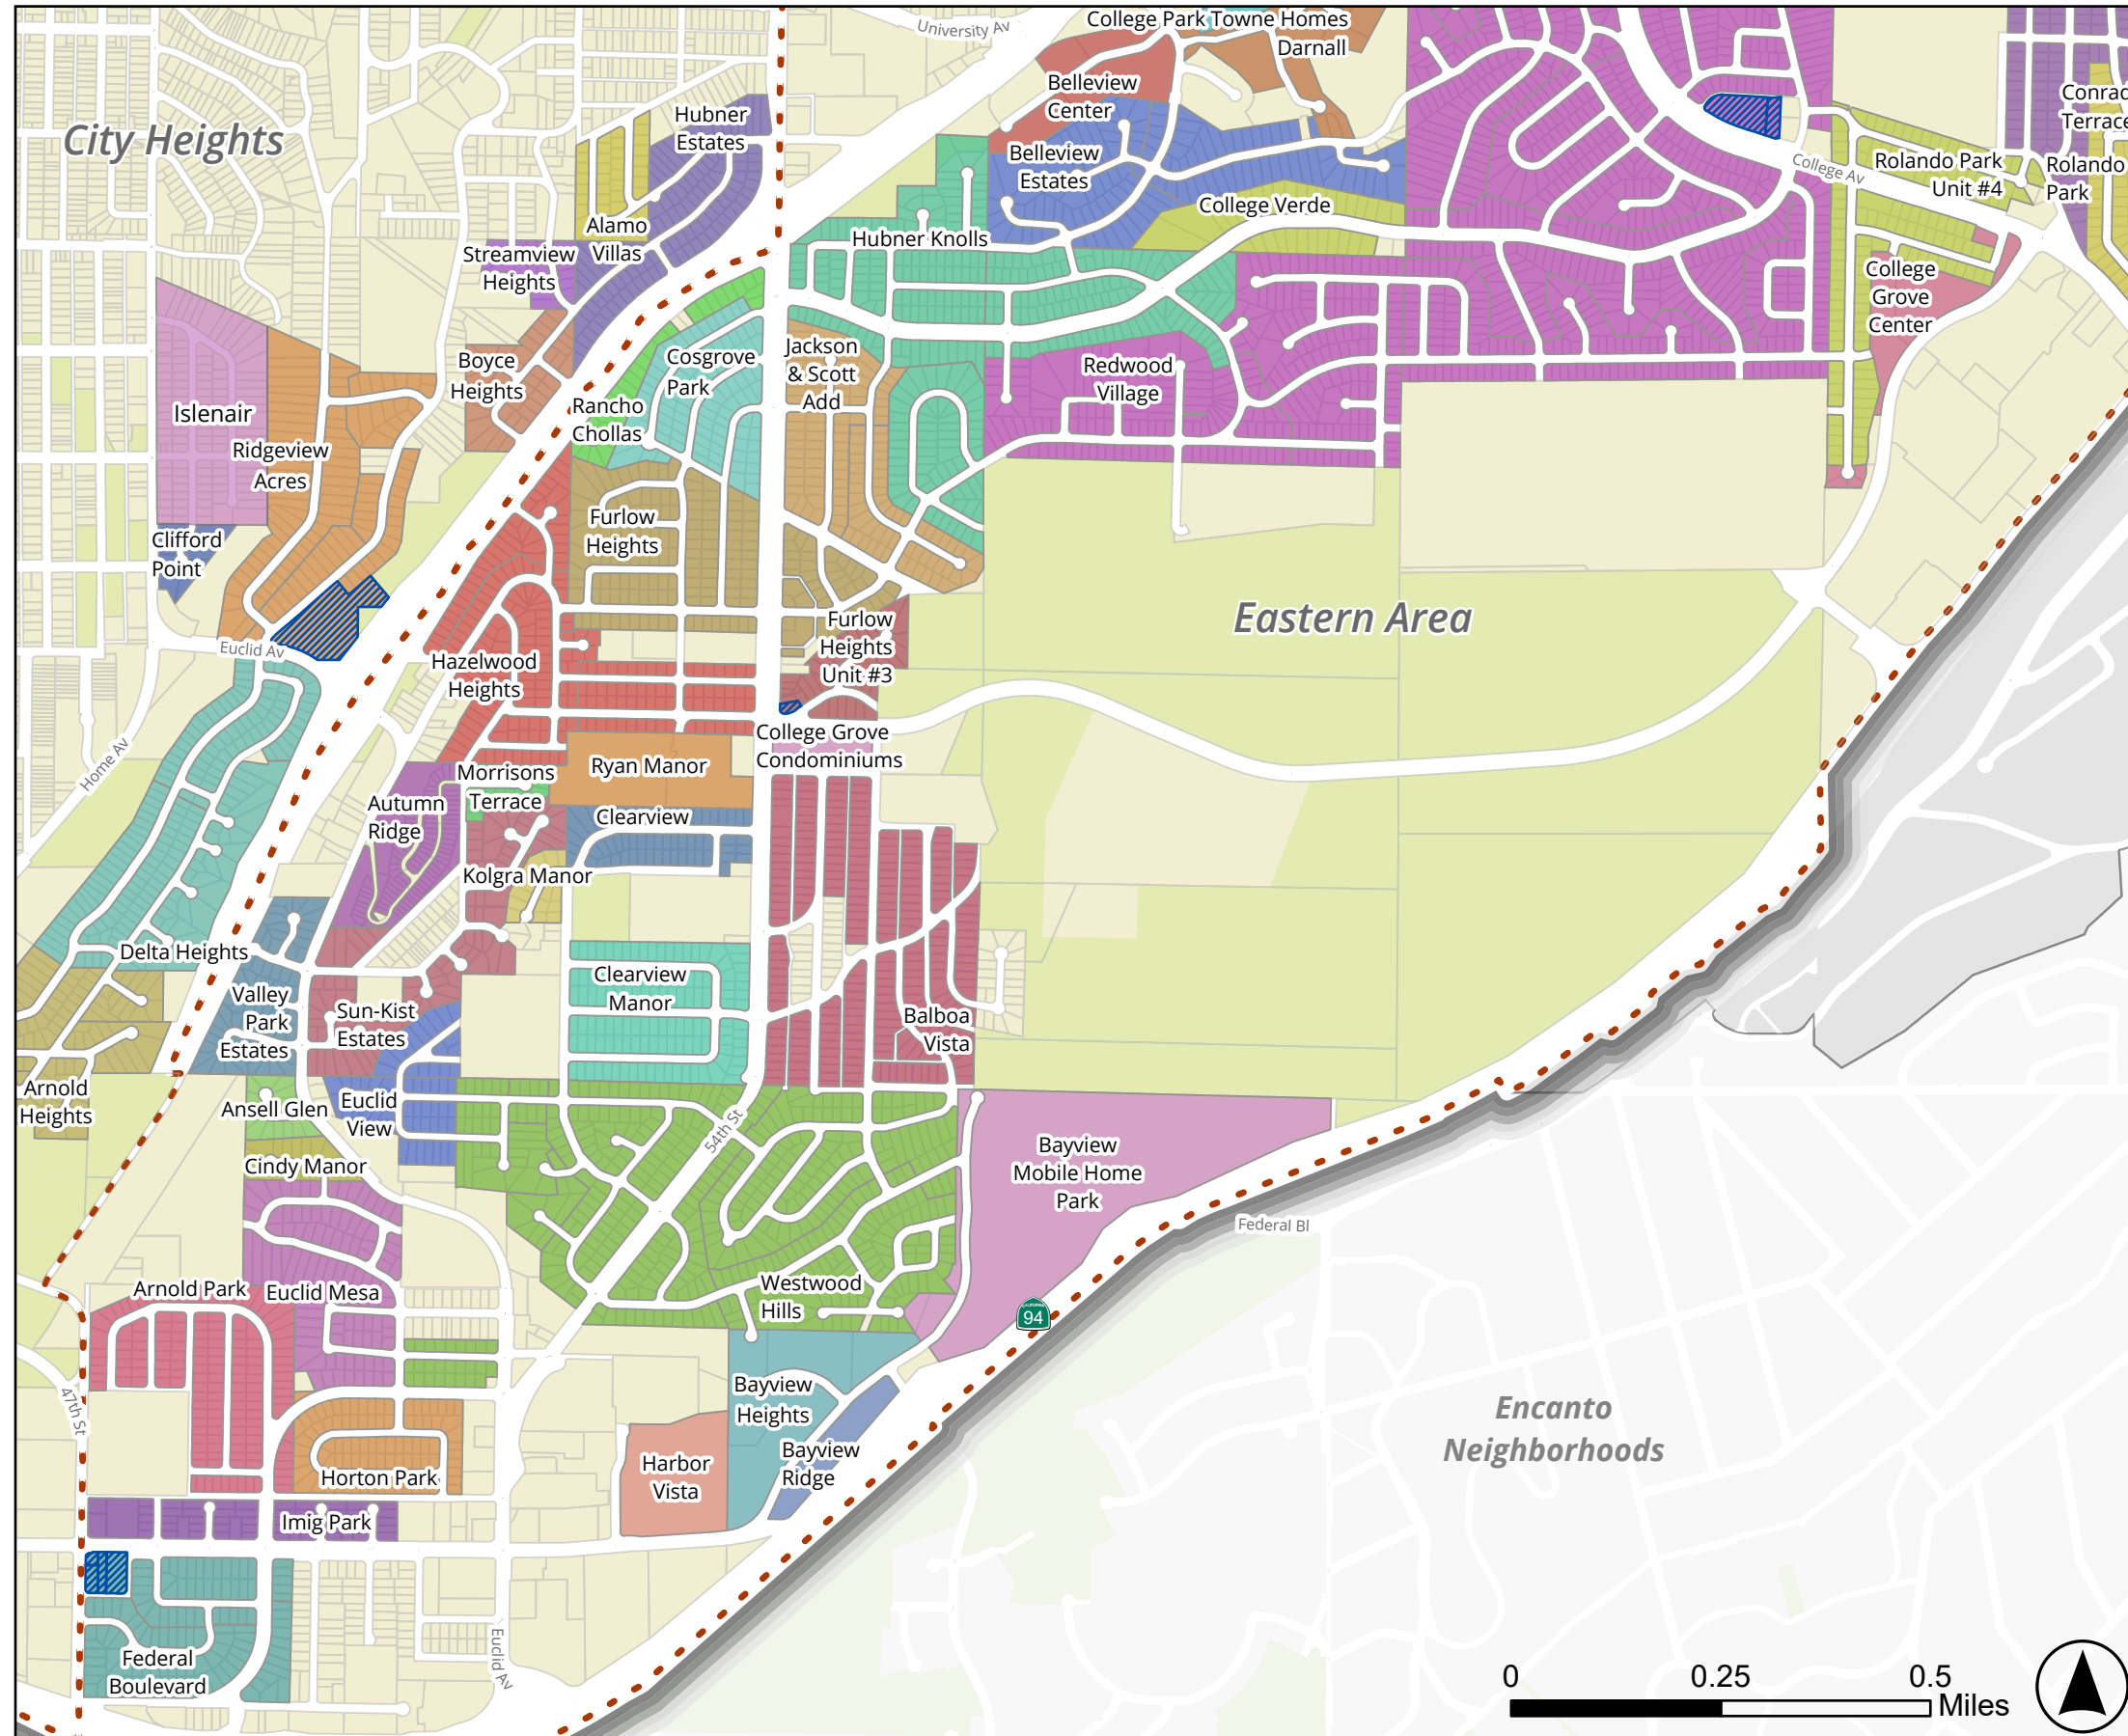 University Av
College Park Towne Homes
Darnall
Belleview
Center
Hubner
Estates
City Heights
Conrad
Terrace
Belleview
Estates
College Av
Rolando Park
Unit #4
Rolando
Park
College Verde
Alamo
Villas
Hubner Knolls
Streamview
Heights
College
Grove
Center
Boyce
Heights
Cosgrove
Park
Jackson
& Scott
Add
Redwood
Village
Islenair
Rancho
Chollas
Ridgeview
Acres
Furlow
Heights
Clifford
Point
Eastern Area
Furlow
Heights
Unit #3
Euclid Av
Hazelwood
Heights
College Grove
Condominiums
Home Av
Ryan Manor
Morrisons
Terrace
Autumn
Ridge
Clearview
Kolgra Manor
Delta Heights
Clearview
Manor
Valley
Park
Estates
Sun-Kist
Estates
Balboa
Vista
Arnold
Heights
Ansell Glen
Euclid
View
54th St
Cindy Manor
Bayview
Mobile Home
Park
Federal Bl
Arnold Park
Euclid Mesa
Westwood
Hills
CALIFORNIA
94
47th St
Bayview
Heights
Encanto
Neighborhoods
Horton Park
Harbor
Vista
Bayview
Ridge
Imig Park
Federal
Boulevard
Euclid Av
0 0.25 0.5
Miles